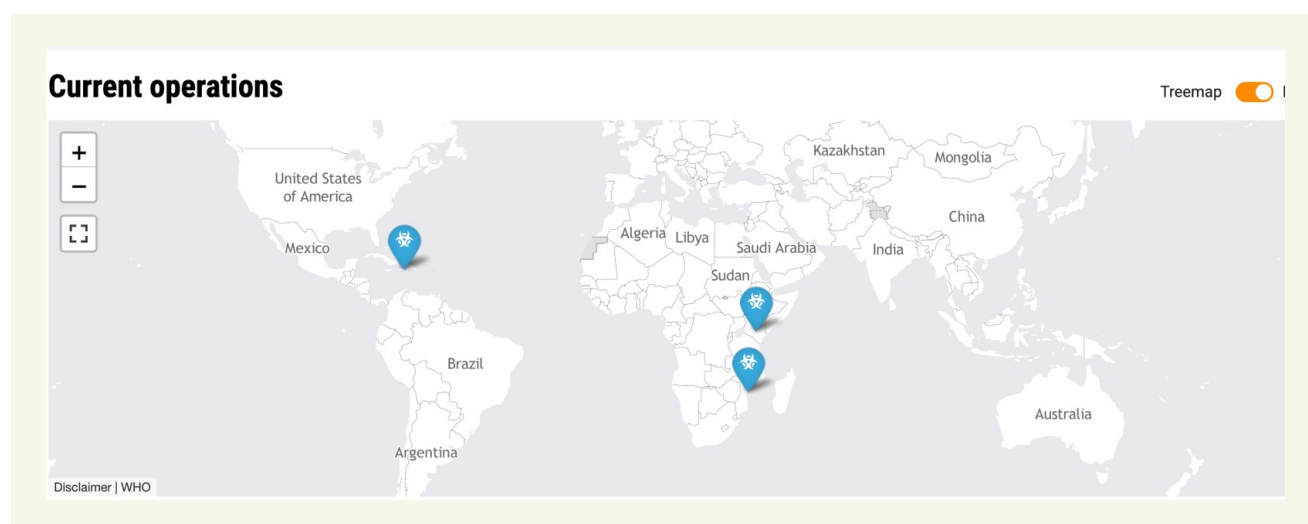 Current operations
Treemap
+
−
United States
of America
Mexico
Brazil
Argentina
Algeria
Libya
Saudi Arabia
Sudan
Kazakhstan
Mongolia
China
India
Australia
Disclaimer | WHO